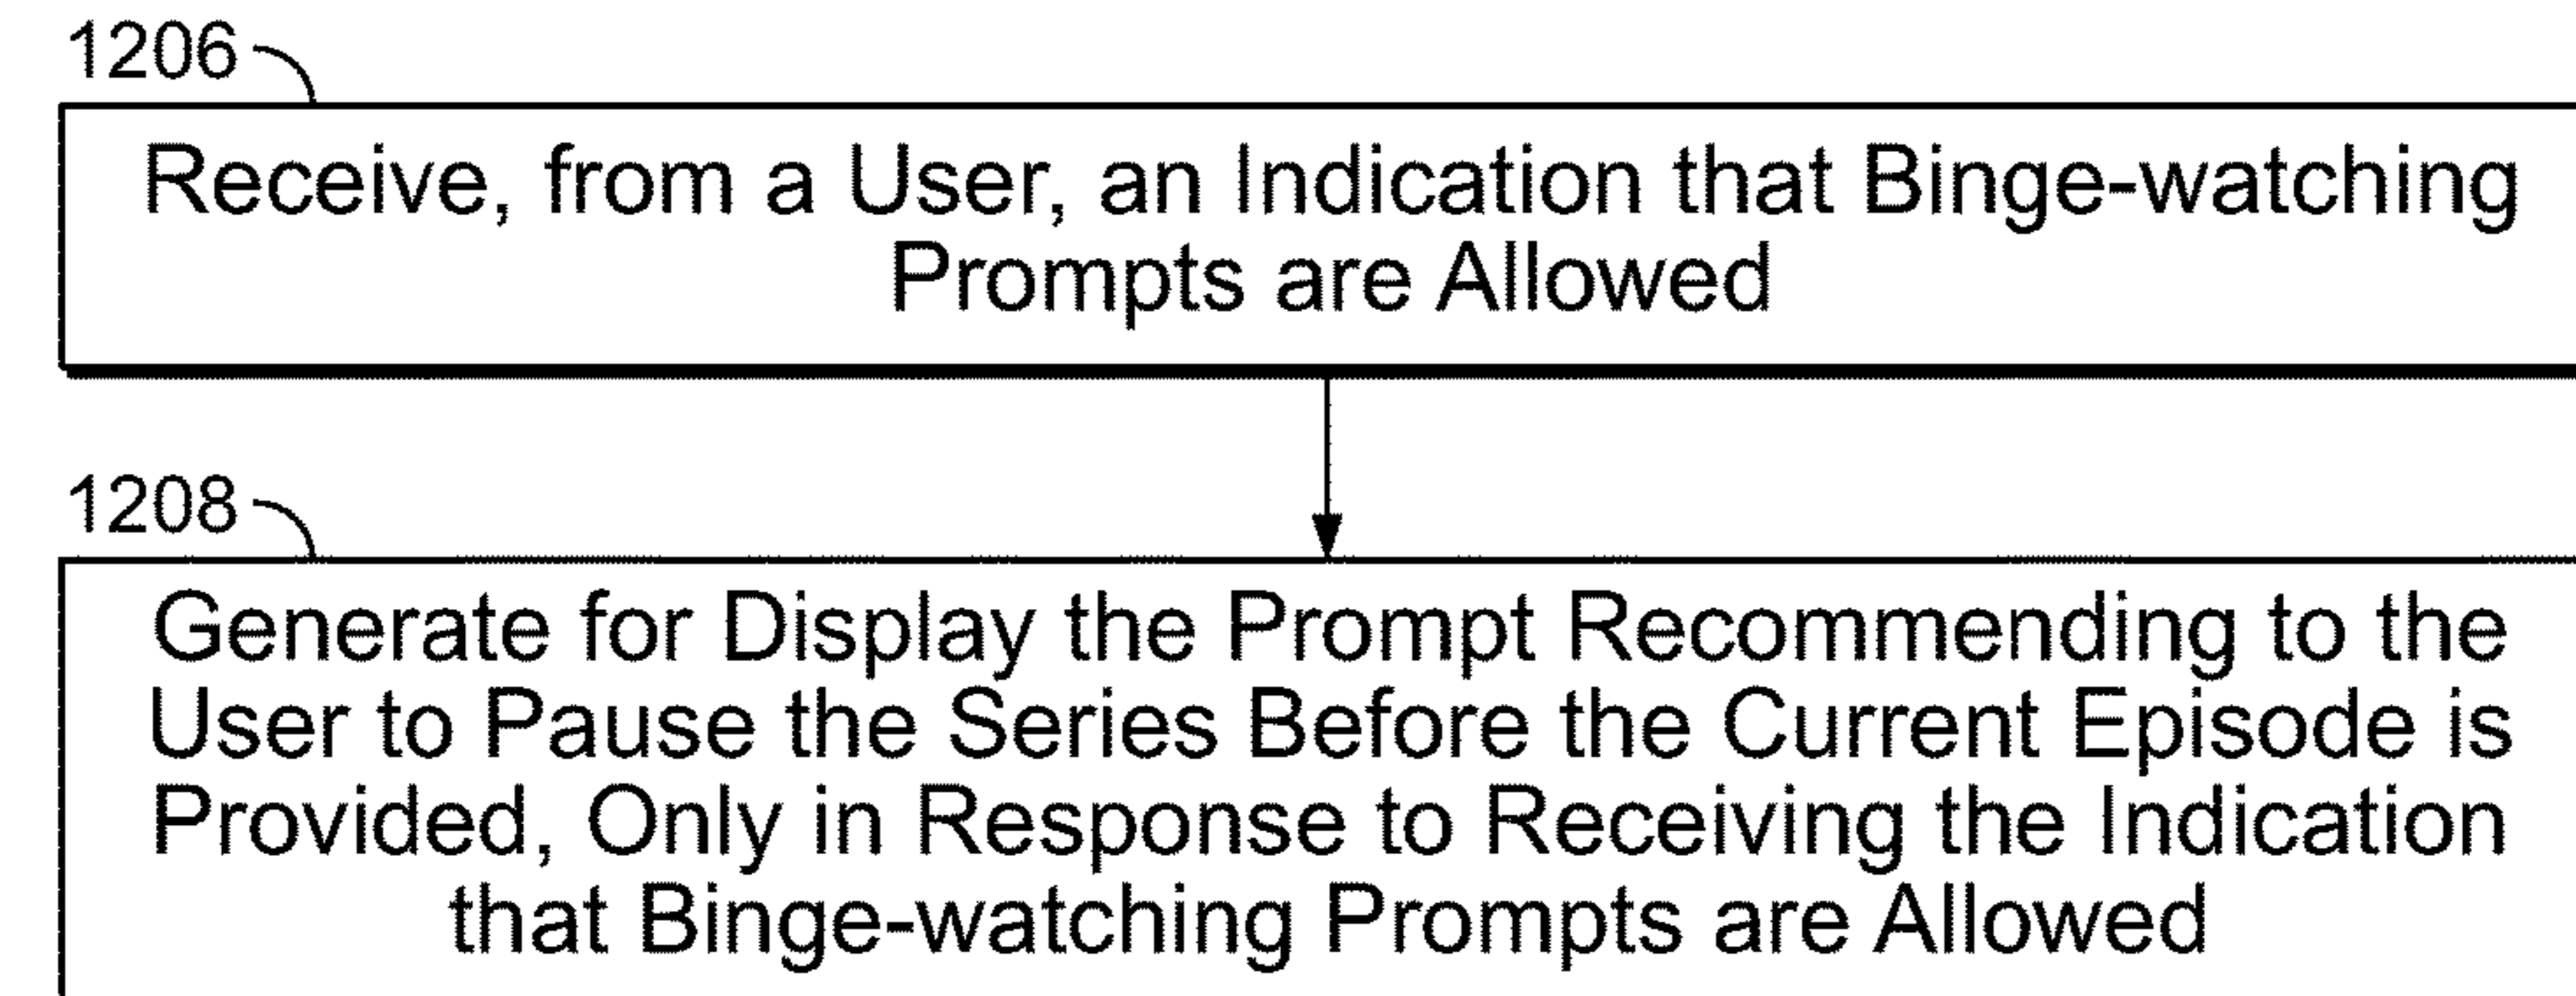 1206
Receive, from a User, an Indication that Binge-watching
Prompts are Allowed
1208
Generate for Display the Prompt Recommending to the
User to Pause the Series Before the Current Episode is
Provided, Only in Response to Receiving the Indication
that Binge-watching Prompts are Allowed